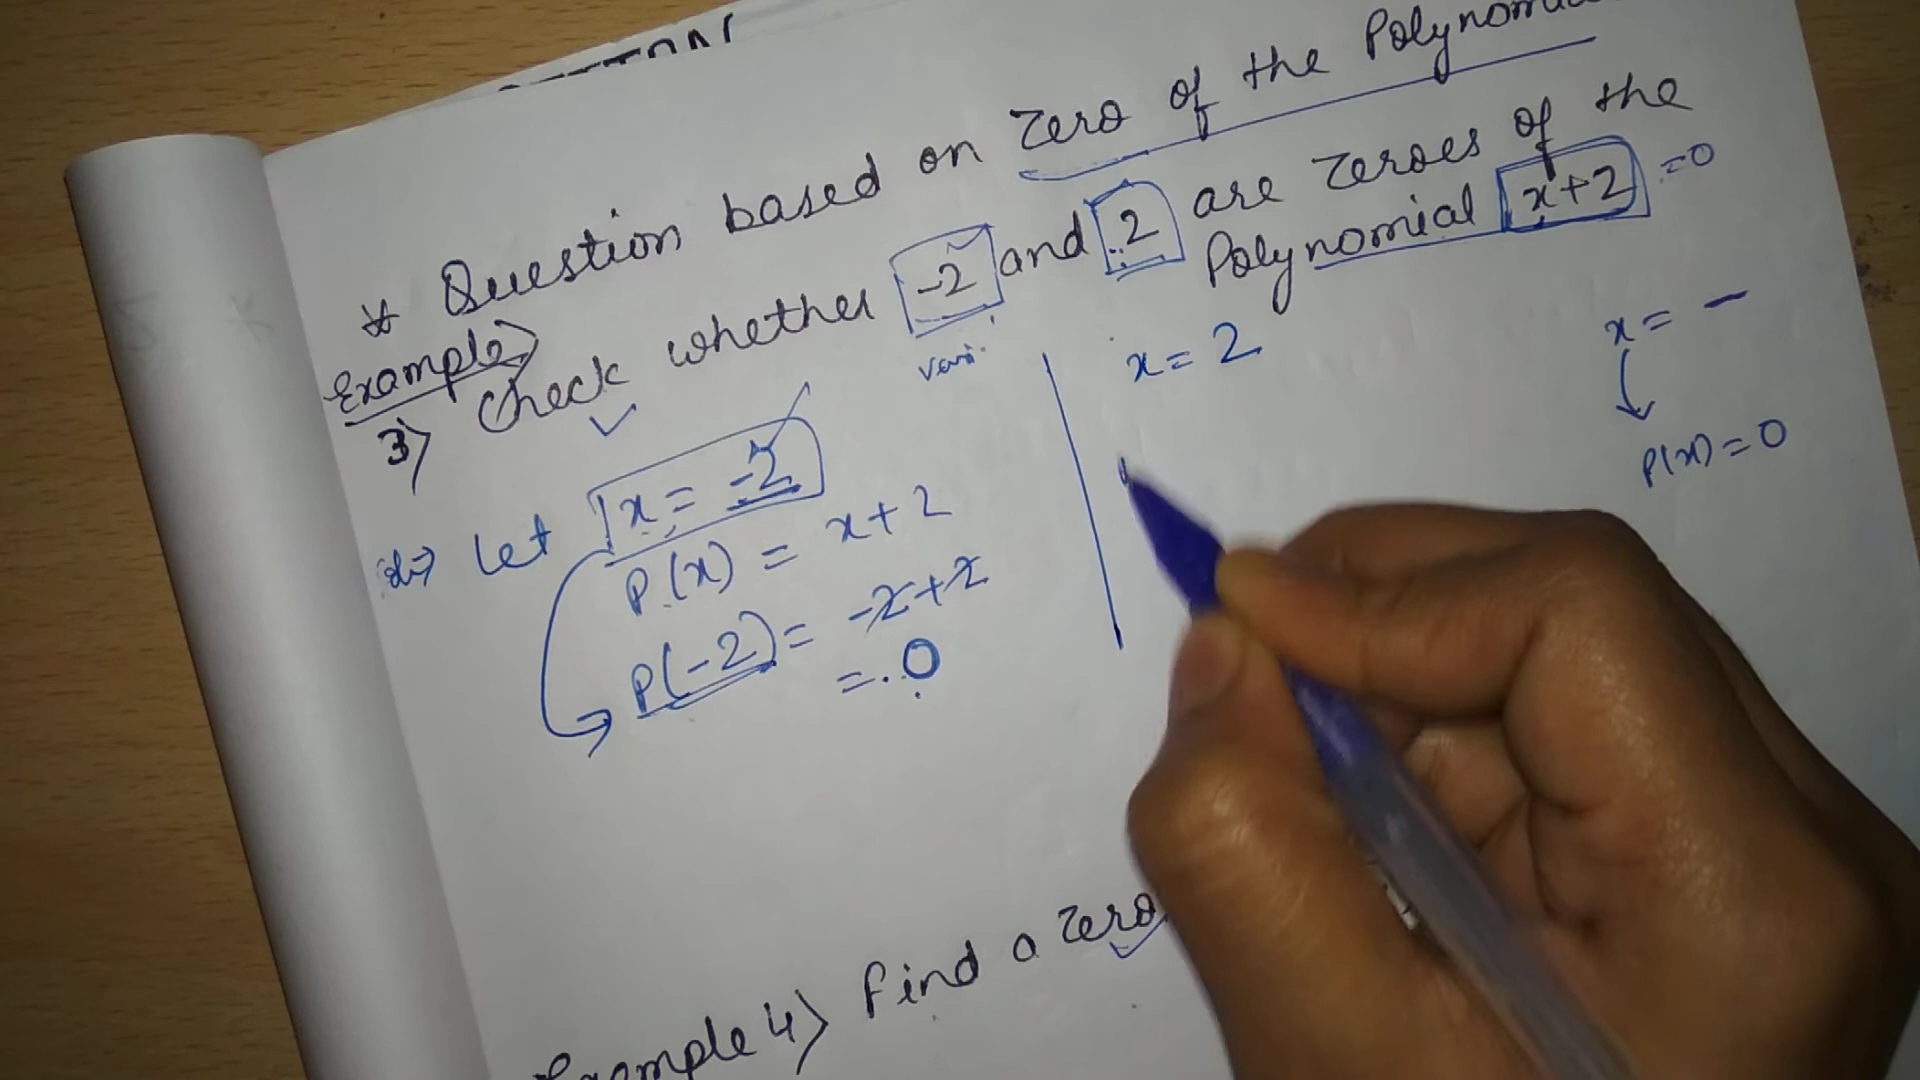 * Question based on Zero of the Polynomial
Example
3) Check whether -2 and 2 are zeroes of the
Polynomial x+2 =0
Let x = -2
P(x) = x+2
P(-2) = -2+2
= 0
x = 2
x = -
P(x) = 0
Example 4) Find a zero